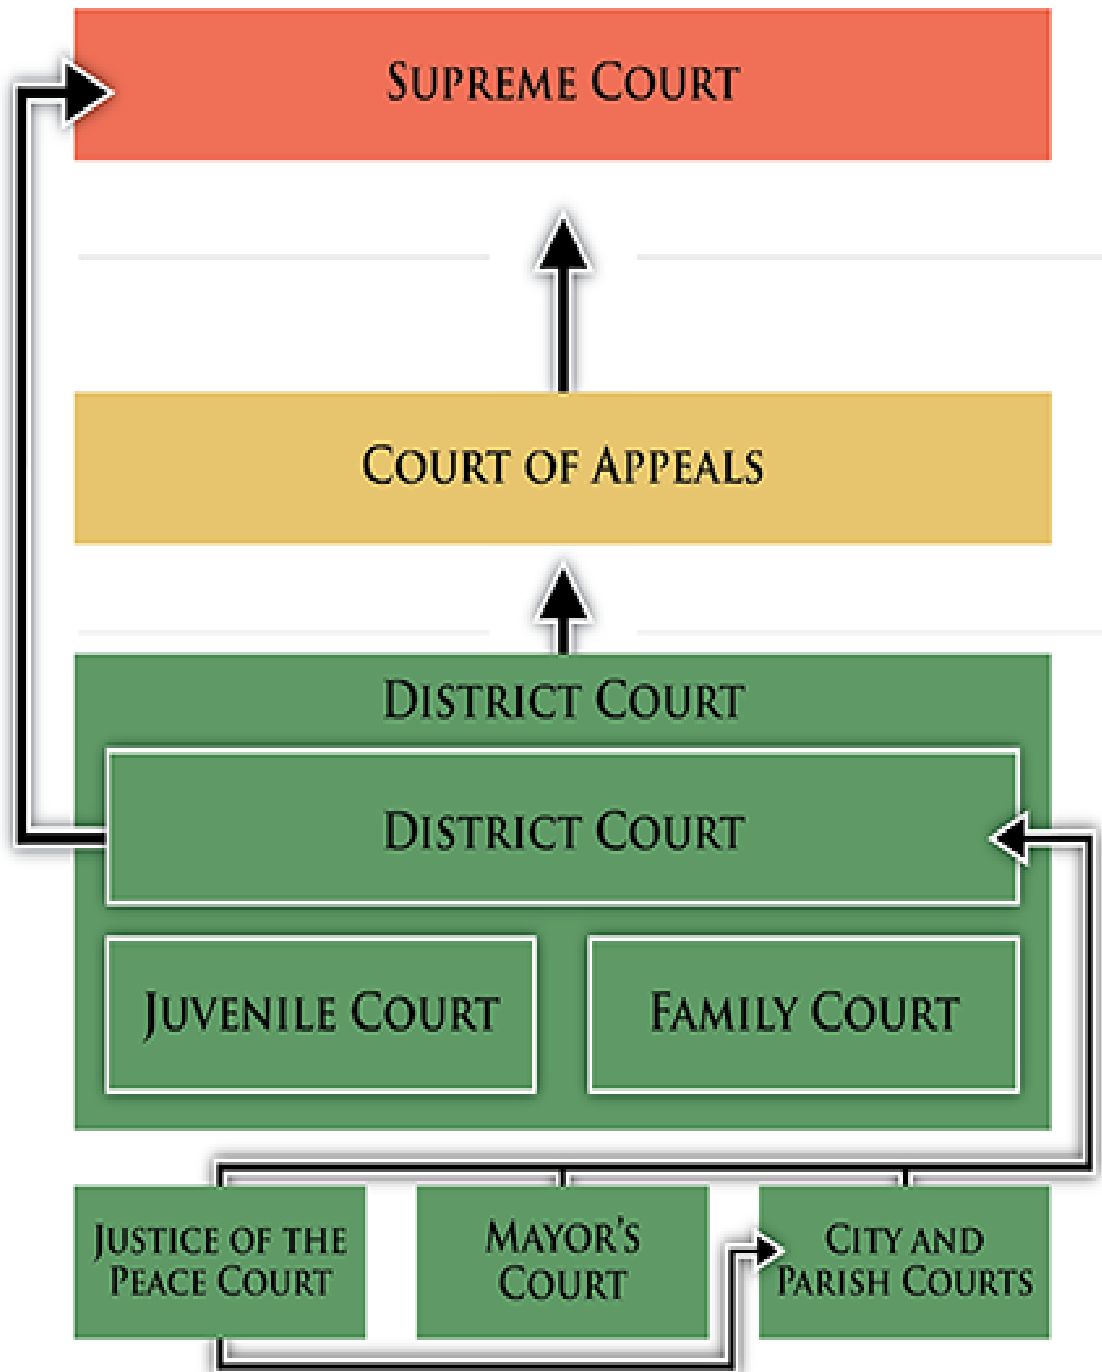 SUPREME COURT
COURT OF APPEALS
DISTRICT COURT
DISTRICT COURT
JUVENILE COURT
FAMILY COURT
JUSTICE OF THE
PEACE COURT
MAYOR'S
COURT
CITY AND
PARISH COURTS